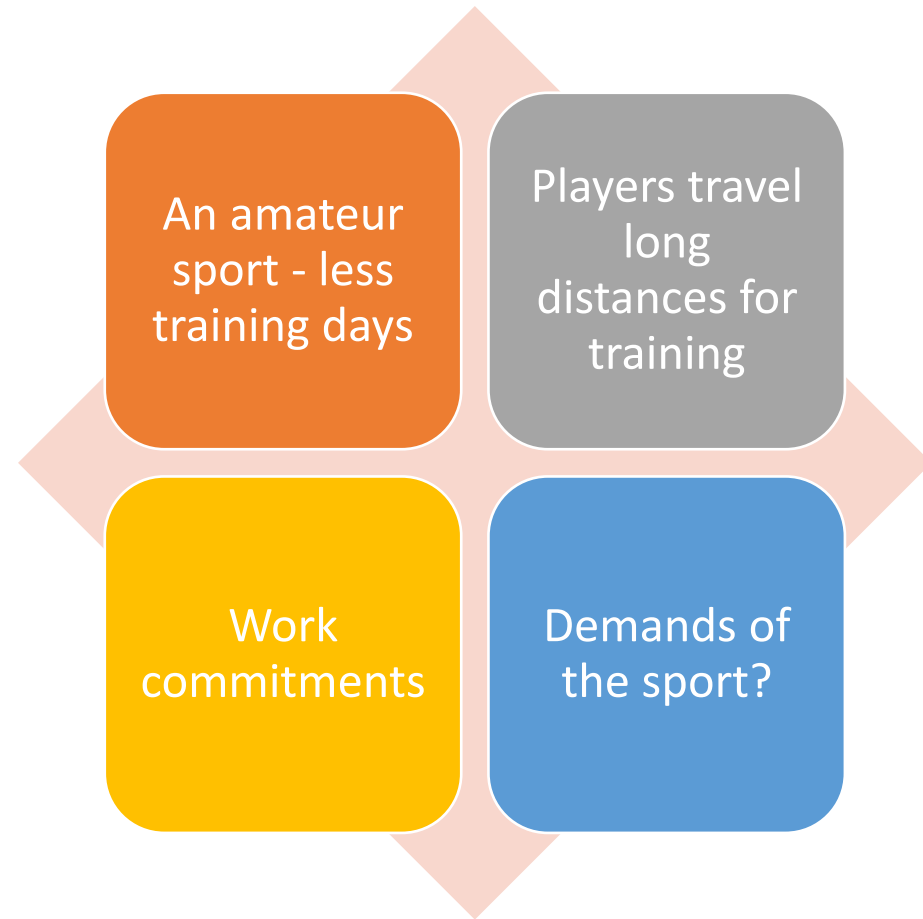 An amateur
sport - less
training days
Players travel
long
distances for
training
Work
commitments
Demands of
the sport?